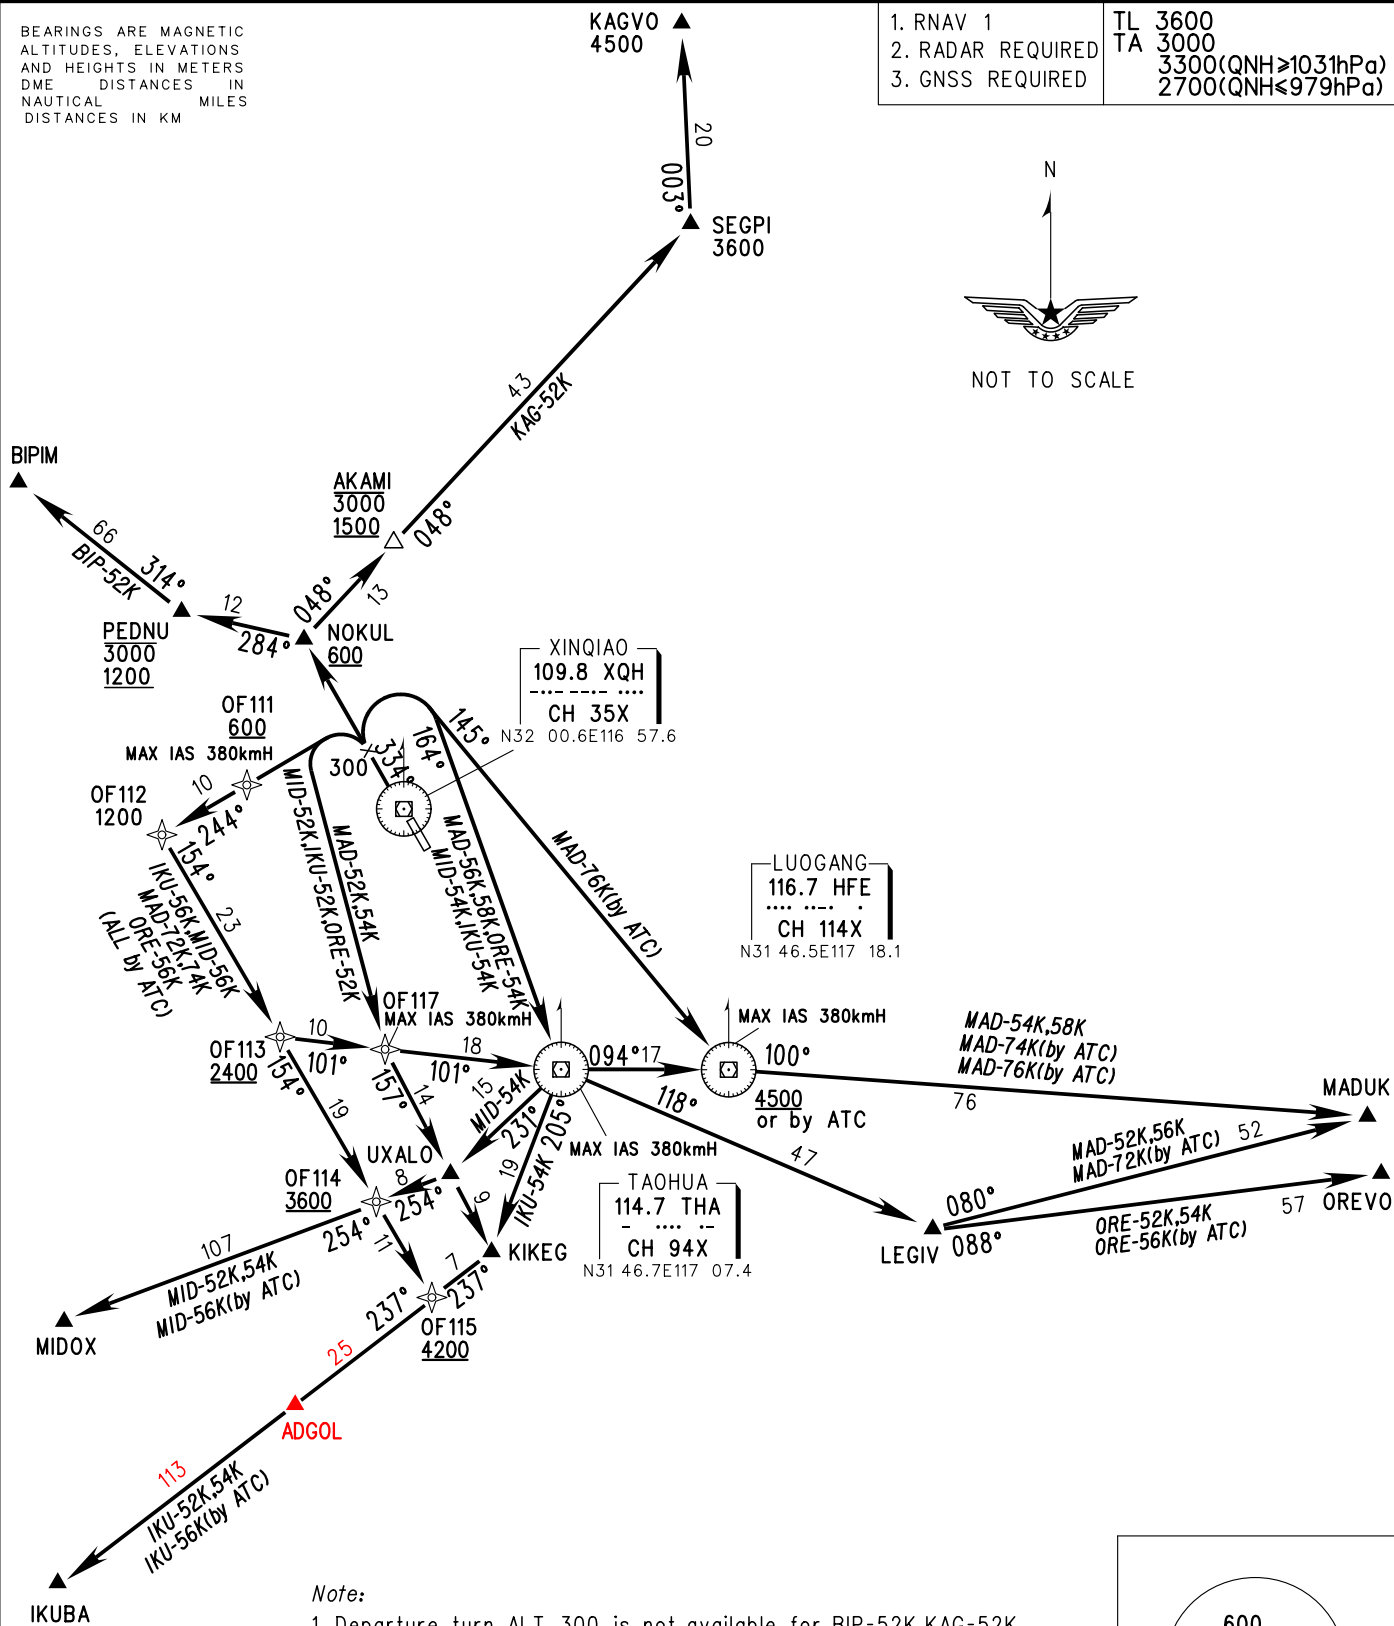 BEARINGS ARE MAGNETIC
ALTITUDES, ELEVATIONS
AND HEIGHTS IN METERS
DME DISTANCES IN
NAUTICAL MILES
DISTANCES IN KM
KAGVO
4500
1. RNAV 1
2. RADAR REQUIRED
3. GNSS REQUIRED
TL 3600
TA 3000
3300(QNH≥1031hPa)
2700(QNH≤979hPa)
20
003°
SEGPI
3600
N
NOT TO SCALE
43
KAG-52K
BIPIM
66
BIP-52K
314°
AKAMI
3000
1500
048°
048°
13
12
284°
PEDNU
3000
1200
NOKUL
600
XINQIAO
109.8 XQH
-··- --·- ····
CH 35X
N32 00.6E116 57.6
OF111
600
MAX IAS 380kmH
300
334°
164°
145°
10
244°
OF112
1200
154°
23
IKU-56K,MID-56K
MAD-72K,74K
ORE-56K
(ALL by ATC)
MID-52K,IKU-52K,ORE-52K
MAD-52K,54K
MAD-56K,58K,ORE-54K
MID-54K,IKU-54K
MAD-76K(by ATC)
LUOGANG
116.7 HFE
···· ··-· ·
CH 114X
N31 46.5E117 18.1
OF117
MAX IAS 380kmH
MAX IAS 380kmH
OF113
2400
10
101°
18
101°
094°
17
100°
4500
or by ATC
MAD-54K,58K
MAD-74K(by ATC)
MAD-76K(by ATC)
76
MADUK
154°
19
157°
14
15
MID-54K
231°
205°
IKU-54K
19
MAX IAS 380kmH
118°
47
MAD-52K,56K
MAD-72K(by ATC)
52
080°
UXALO
8
254°
9
OF114
3600
254°
11
KIKEG
TAOHUA
114.7 THA
- ···· ·-
CH 94X
N31 46.7E117 07.4
LEGIV
088°
ORE-52K,54K
ORE-56K(by ATC)
57
OREVO
107
MID-52K,54K
MID-56K(by ATC)
MIDOX
7
237°
237°
OF115
4200
25
ADGOL
113
IKU-52K,54K
IKU-56K(by ATC)
IKUBA
Note:
1. Departure turn ALT 300 is not available for BIP-52K,KAG-52K
600